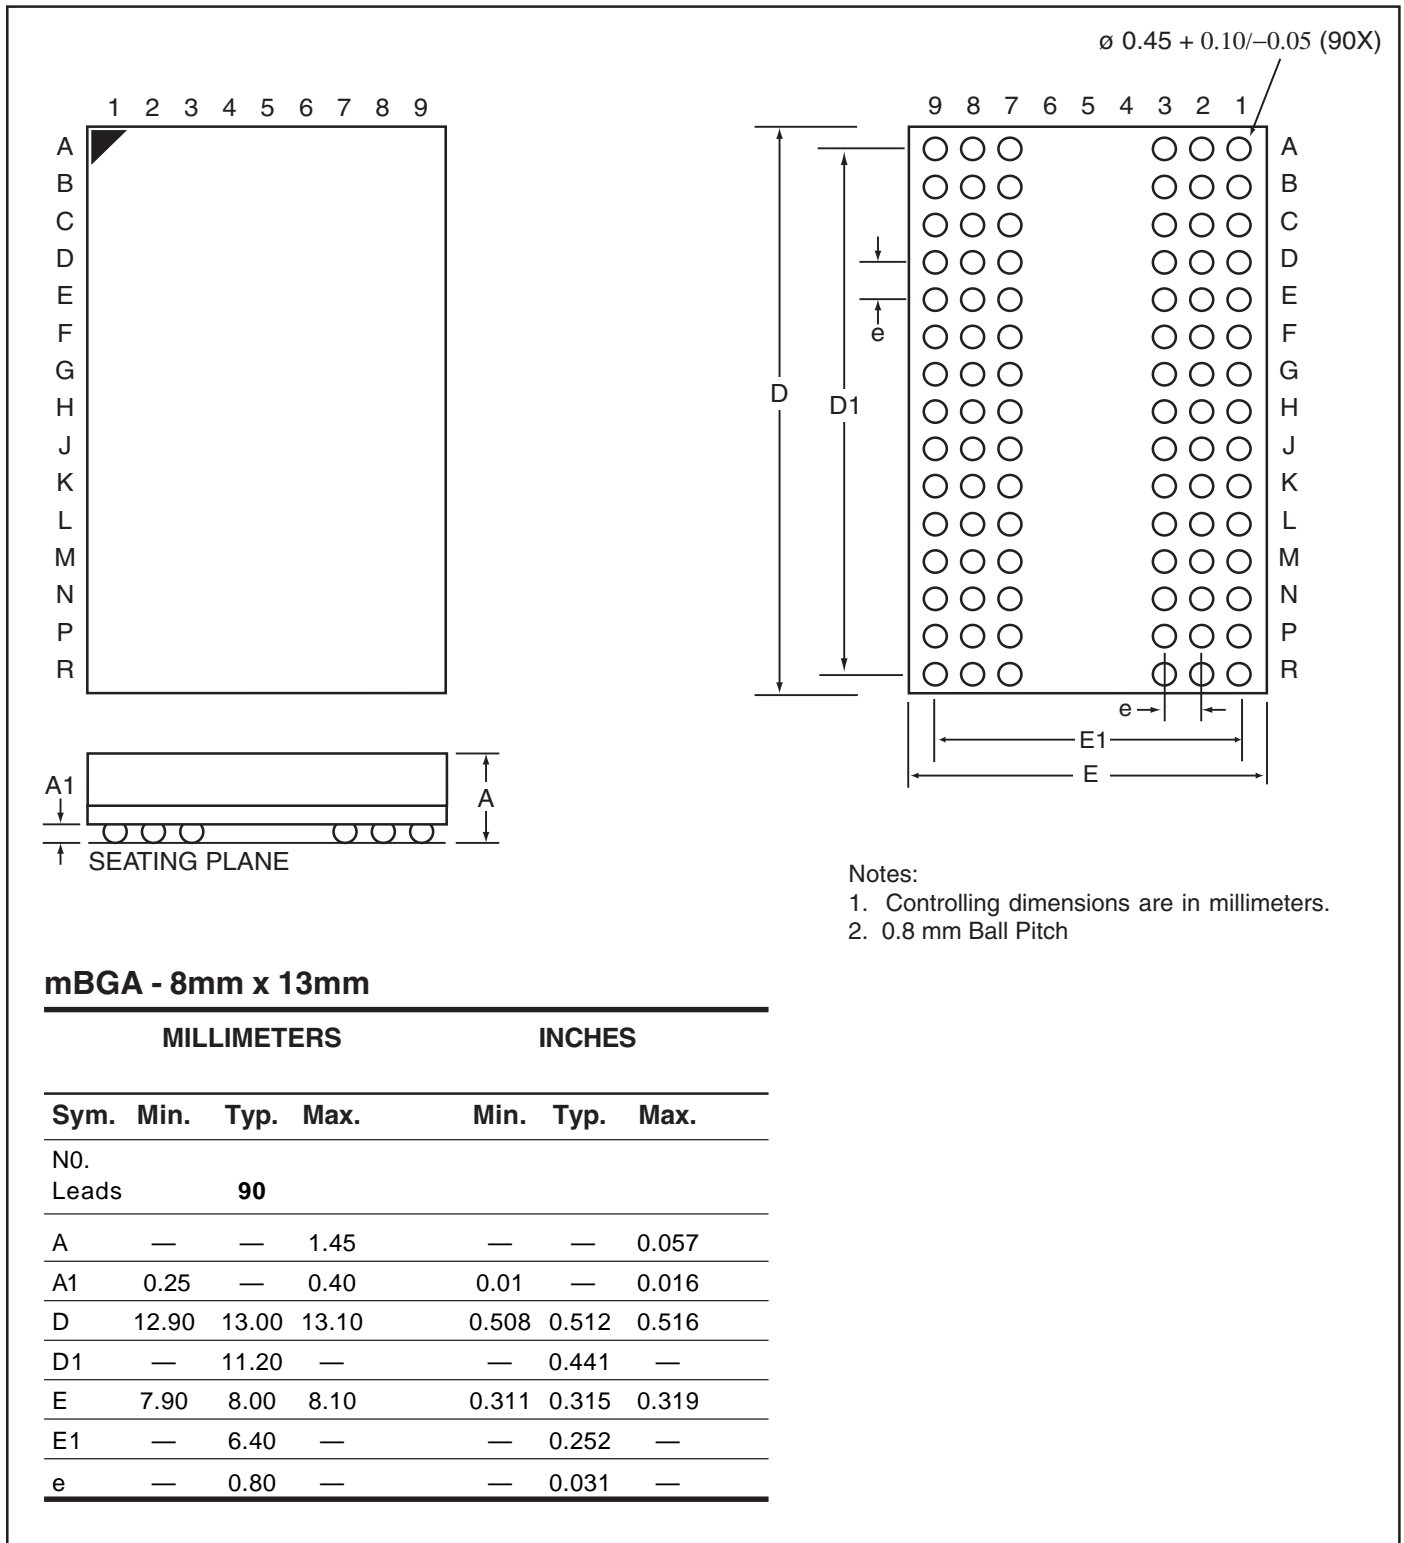 ø 0.45 + 0.10/−0.05 (90X)
1 2 3 4 5 6 7 8 9
A
B
C
D
E
F
G
H
J
K
L
M
N
P
R
9 8 7 6 5 4 3 2 1
A
B
C
D
E
F
G
H
J
K
L
M
N
P
R
e
D
D1
e
E1
E
A1
A
SEATING PLANE
Notes:
1. Controlling dimensions are in millimeters.
2. 0.8 mm Ball Pitch
mBGA - 8mm x 13mm
MILLIMETERS INCHES
Sym. Min. Typ. Max. Min. Typ. Max.
N0.
Leads 90
A — — 1.45 — — 0.057
A1 0.25 — 0.40 0.01 — 0.016
D 12.90 13.00 13.10 0.508 0.512 0.516
D1 — 11.20 — — 0.441 —
E 7.90 8.00 8.10 0.311 0.315 0.319
E1 — 6.40 — — 0.252 —
e — 0.80 — — 0.031 —